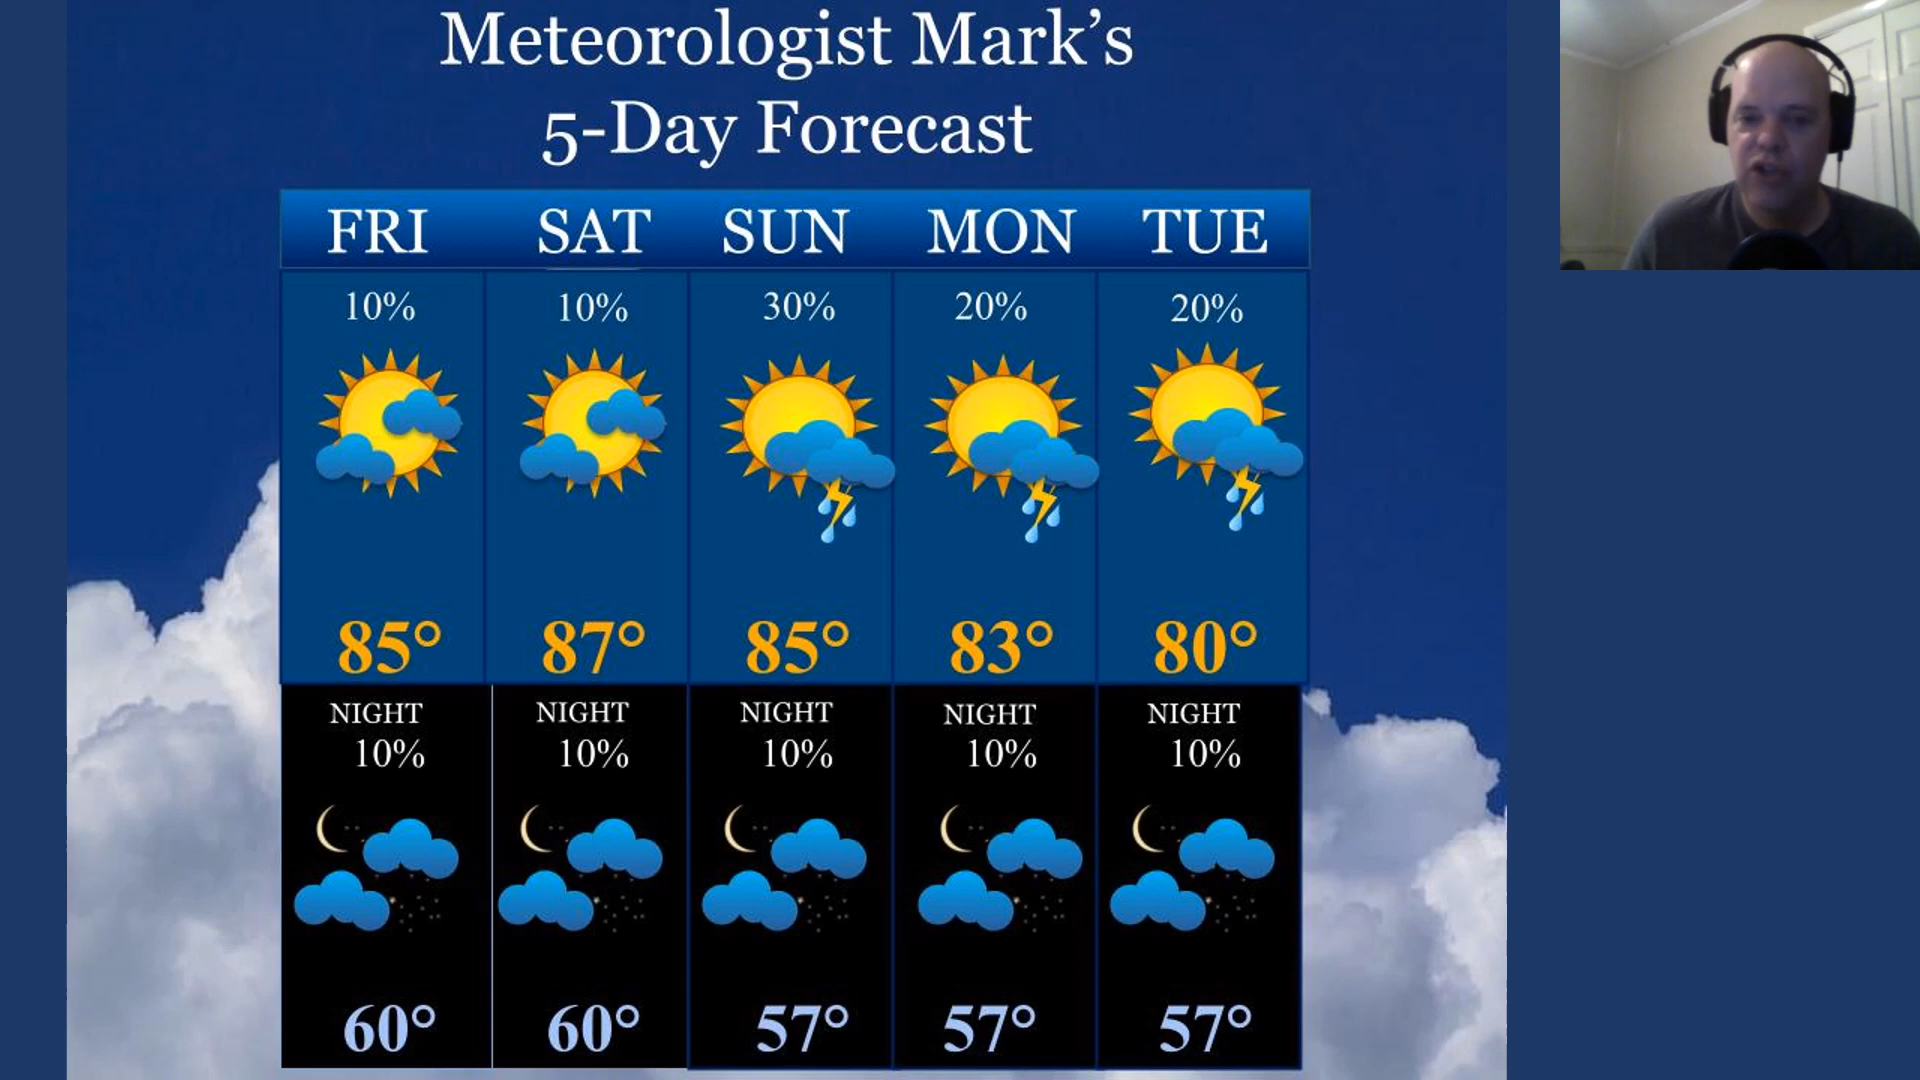 Meteorologist Mark's
5-Day Forecast
FRI SAT SUN MON TUE
10% 10% 30% 20% 20%
85° 87° 85° 83° 80°
NIGHT NIGHT NIGHT NIGHT NIGHT
10% 10% 10% 10% 10%
60° 60° 57° 57° 57°